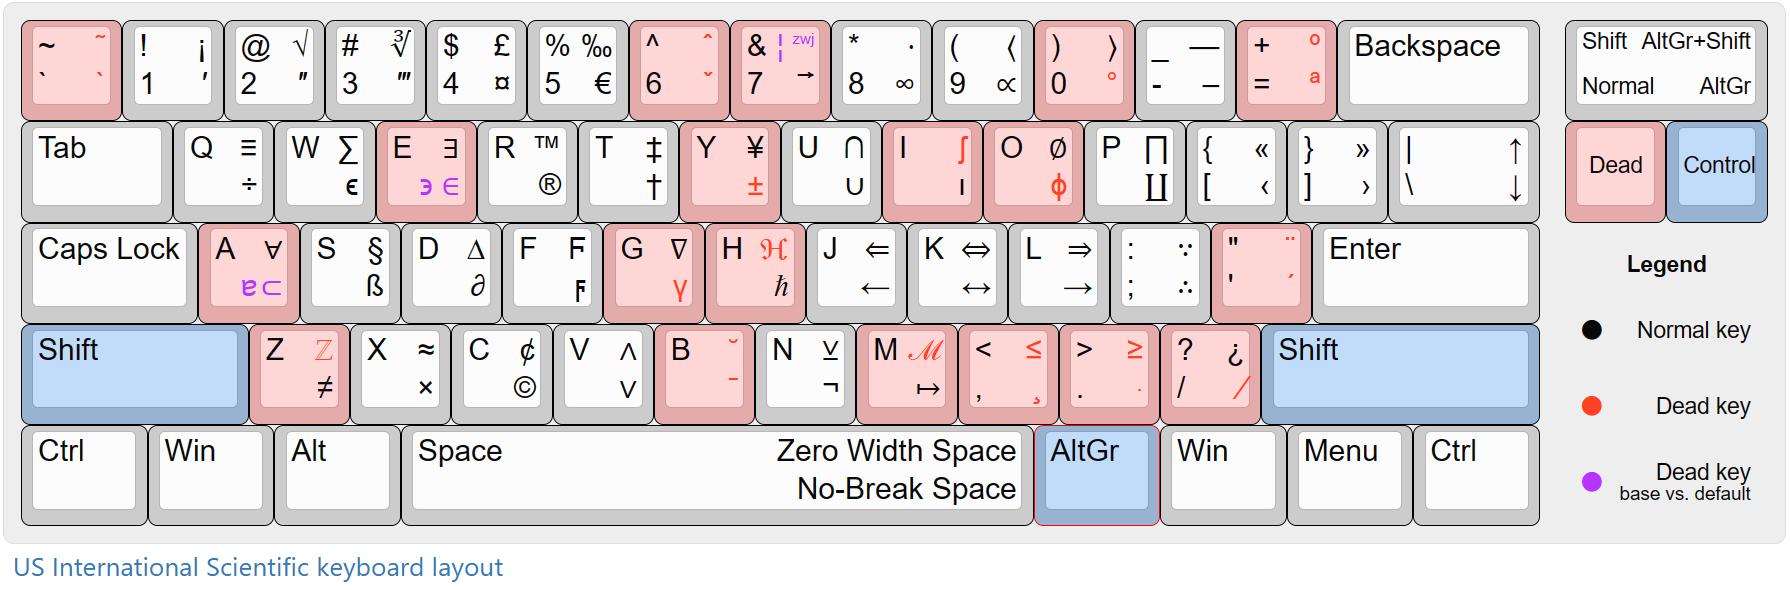 ~ ˜ ! ¡ @ √ # ∛ $ £ % ‰ ^ ˆ & ¦ zwj * · ( ⟨ ) ⟩ _ — + º Backspace
` ` 1 ′ 2 ″ 3 ‴ 4 ¤ 5 € 6 ˇ 7 → 8 ∞ 9 ∝ 0 ° - – = ª
Tab Q ≡ W ∑ E ∃ R ™ T ‡ Y ¥ U ∩ I ∫ O ∅ P ∏ { « } » | ↑
÷ ϵ ϶ ∈ ® † ± ∪ ı ɸ ∐ [ ‹ ] › \ ↓
Caps Lock A ∀ S § D ∆ F Ϝ G ∇ H ℋ J ⇐ K ⇔ L ⇒ : ∵ " ¨ Enter
ɐ ⊂ ß ∂ ϝ γ ℏ ← ↔ → ; ∴ ' ´
Shift Z ℤ X ≈ C ¢ V ∧ B ˘ N ⊻ M ℳ < ≤ > ≥ ? ¿ Shift
≠ × © ∨ ¯ ¬ ↦ , ¸ . · / ⁄
Ctrl Win Alt Space Zero Width Space AltGr Win Menu Ctrl
No-Break Space
Shift AltGr+Shift
Normal AltGr
Dead Control
Legend
Normal key
Dead key
Dead key
base vs. default
US International Scientific keyboard layout